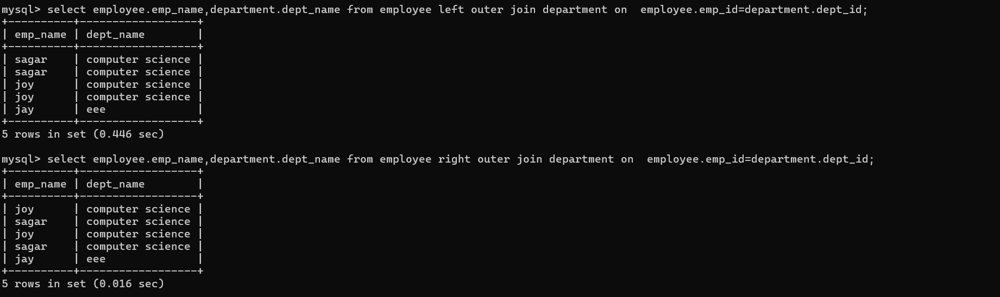 mysql> select employee.emp_name,department.dept_name from employee left outer join department on  employee.emp_id=department.dept_id;
+----------+------------------+
| emp_name | dept_name        |
+----------+------------------+
| sagar    | computer science |
| sagar    | computer science |
| joy      | computer science |
| joy      | computer science |
| jay      | eee              |
+----------+------------------+
5 rows in set (0.446 sec)

mysql> select employee.emp_name,department.dept_name from employee right outer join department on  employee.emp_id=department.dept_id;
+----------+------------------+
| emp_name | dept_name        |
+----------+------------------+
| joy      | computer science |
| sagar    | computer science |
| joy      | computer science |
| sagar    | computer science |
| jay      | eee              |
+----------+------------------+
5 rows in set (0.016 sec)